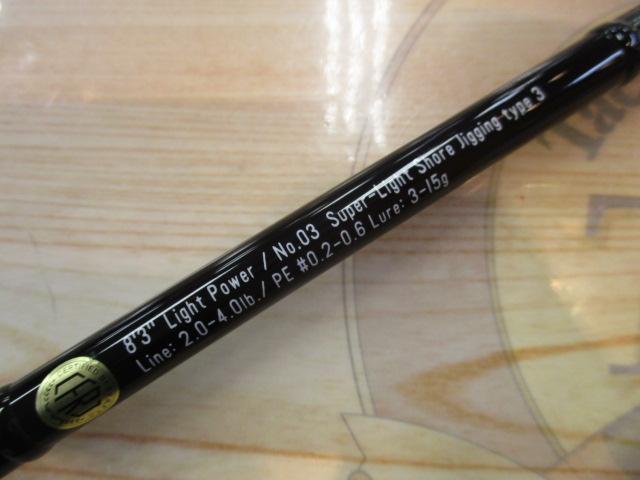 8'3" Light Power / No.03 Super-Light Shore Jigging type 3
Line: 2.0-4.0lb. / PE #0.2-0.6 Lure: 3-15g
CERTIFIED